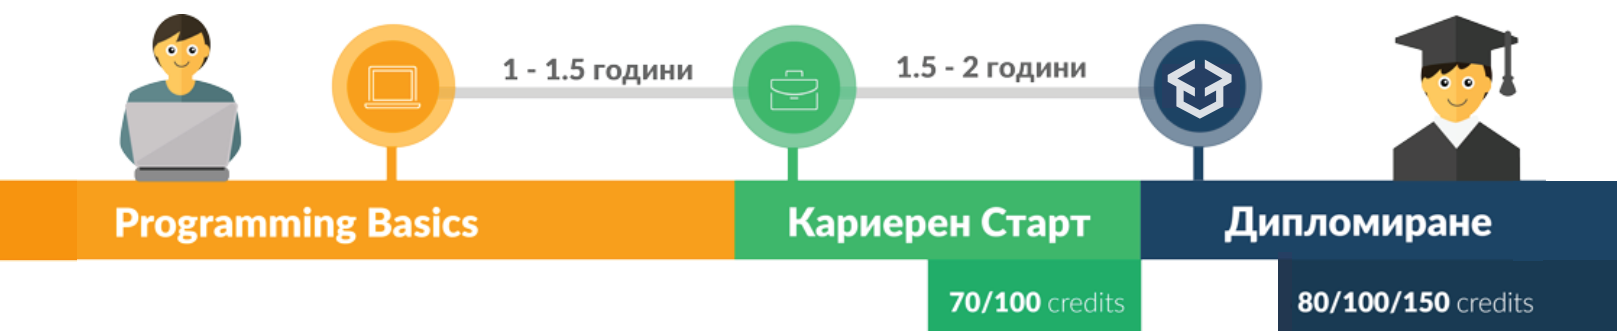 1 - 1.5 години
1.5 - 2 години
Programming Basics
Кариерен Старт
Дипломиране
70/100 credits
80/100/150 credits